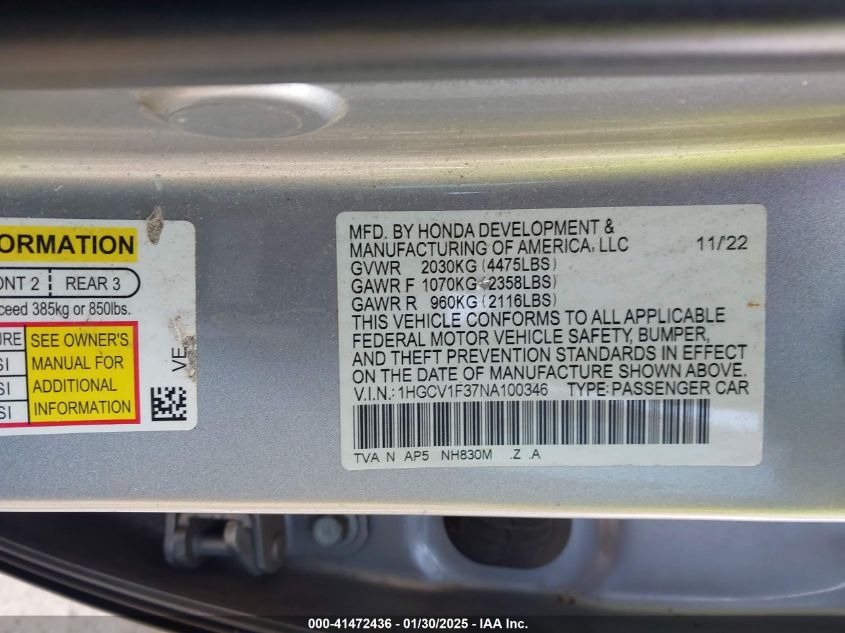 ORMATION
ONT 2 REAR 3
ceed 385kg or 850lbs.
URE SEE OWNER'S
SI MANUAL FOR
SI ADDITIONAL
SI INFORMATION
VE
MFD. BY HONDA DEVELOPMENT &
MANUFACTURING OF AMERICA, LLC 11/'22
GVWR 2030KG (4475LBS)
GAWR F 1070KG (2358LBS)
GAWR R 960KG (2116LBS)
THIS VEHICLE CONFORMS TO ALL APPLICABLE
FEDERAL MOTOR VEHICLE SAFETY, BUMPER,
AND THEFT PREVENTION STANDARDS IN EFFECT
ON THE DATE OF MANUFACTURE SHOWN ABOVE.
V.I.N.: 1HGCV1F37NA100346 TYPE: PASSENGER CAR
TVA N AP5 NH830M .Z .A
000-41472436 - 01/30/2025 - IAA Inc.